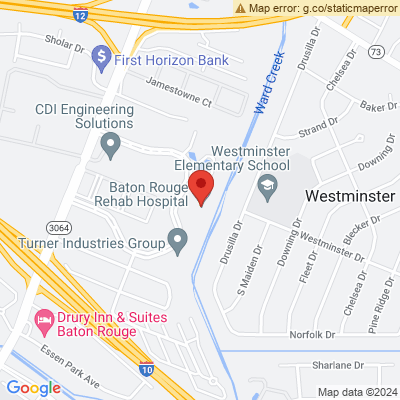 Map error: g.co/staticmaperror
12
Sholar Dr
First Horizon Bank
Jamestowne Ct
Ward Creek
Drusilla Dr
Chelsea Dr
73
Baker Dr
CDI Engineering
Solutions
Strand Dr
Westminster
Elementary School
Downing Dr
Baton Rouge
Rehab Hospital
Westminster
3064
Turner Industries Group
Drusilla Dr
Westminster Dr
Blecker Dr
S Maiden Dr
Downing Dr
Fleet Dr
Chelsea Dr
Pine Ridge Dr
Drury Inn & Suites
Baton Rouge
Norfolk Dr
Essen Park Ave
10
Sharlane Dr
Google
Map data ©2024